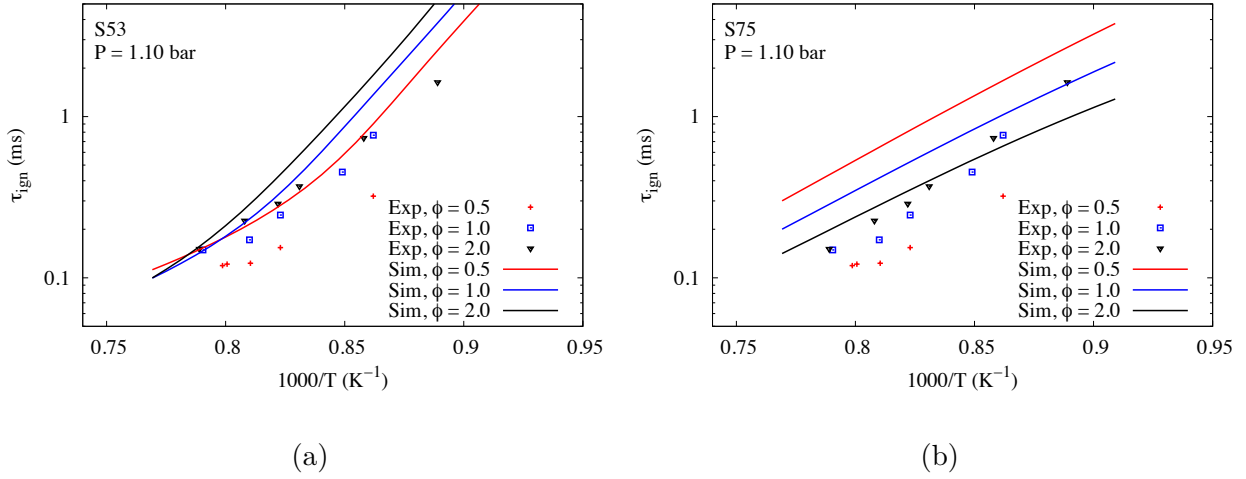 S53
P = 1.10 bar
τign (ms)
1
0.1
Exp, ϕ = 0.5
Exp, ϕ = 1.0
Exp, ϕ = 2.0
Sim, ϕ = 0.5
Sim, ϕ = 1.0
Sim, ϕ = 2.0
0.75 0.8 0.85 0.9 0.95
1000/T (K⁻¹)
(a)
S75
P = 1.10 bar
τign (ms)
1
0.1
Exp, ϕ = 0.5
Exp, ϕ = 1.0
Exp, ϕ = 2.0
Sim, ϕ = 0.5
Sim, ϕ = 1.0
Sim, ϕ = 2.0
0.75 0.8 0.85 0.9 0.95
1000/T (K⁻¹)
(b)